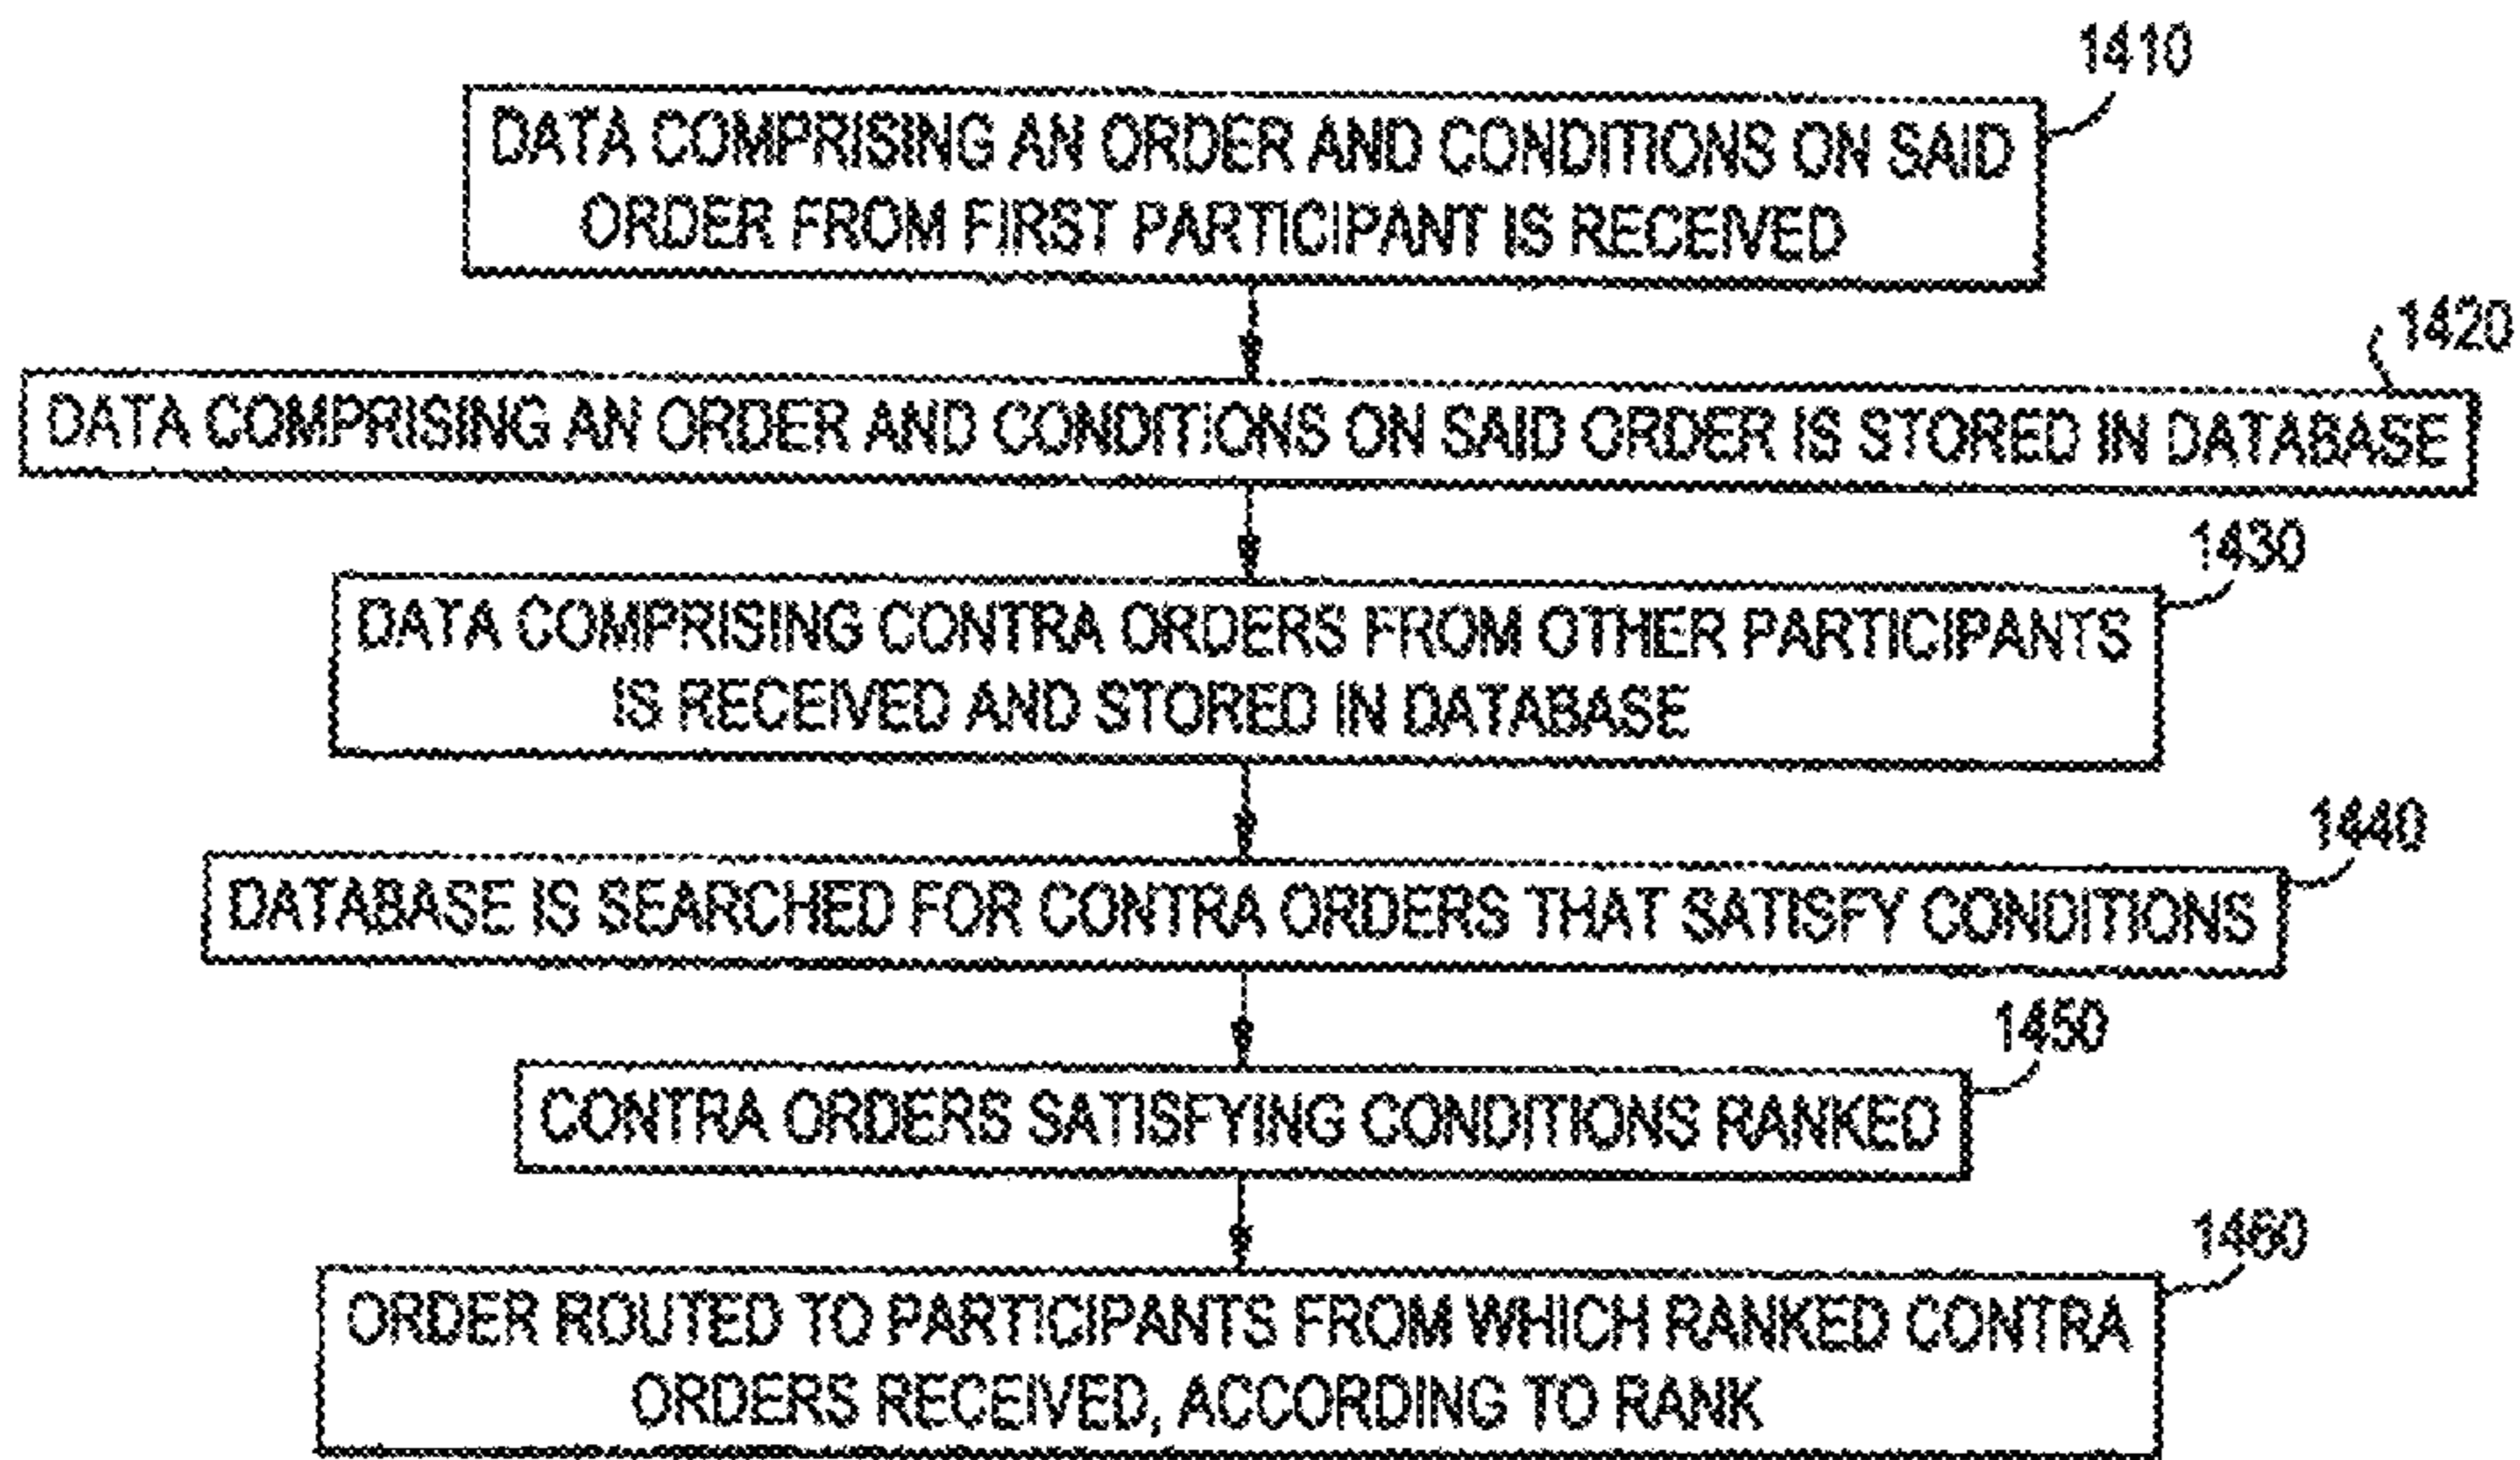 1410
DATA COMPRISING AN ORDER AND CONDITIONS ON SAID
ORDER FROM FIRST PARTICIPANT IS RECEIVED
1420
DATA COMPRISING AN ORDER AND CONDITIONS ON SAID ORDER IS STORED IN DATABASE
1430
DATA COMPRISING CONTRA ORDERS FROM OTHER PARTICIPANTS
IS RECEIVED AND STORED IN DATABASE
1440
DATABASE IS SEARCHED FOR CONTRA ORDERS THAT SATISFY CONDITIONS
1450
CONTRA ORDERS SATISFYING CONDITIONS RANKED
1460
ORDER ROUTED TO PARTICIPANTS FROM WHICH RANKED CONTRA
ORDERS RECEIVED, ACCORDING TO RANK